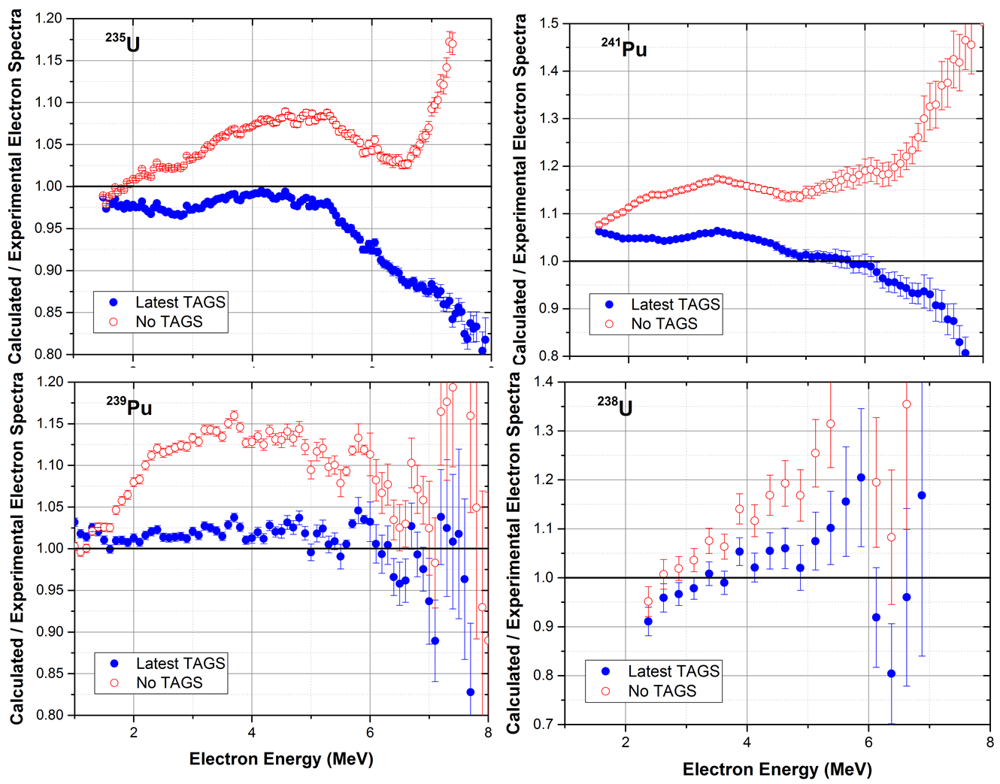 Calculated / Experimental Electron Spectra
1.20
1.15
1.10
1.05
1.00
0.95
0.90
0.85
0.80
²³⁵U
Latest TAGS
No TAGS
Calculated / Experimental Electron Spectra
1.5
1.4
1.3
1.2
1.1
1.0
0.9
0.8
²⁴¹Pu
Latest TAGS
No TAGS
Calculated / Experimental Electron Spectra
1.20
1.15
1.10
1.05
1.00
0.95
0.90
0.85
0.80
²³⁹Pu
Latest TAGS
No TAGS
2 4 6 8
Electron Energy (MeV)
Calculated / Experimental Electron Spectra
1.4
1.3
1.2
1.1
1.0
0.9
0.8
0.7
²³⁸U
Latest TAGS
No TAGS
2 4 6 8
Electron Energy (MeV)